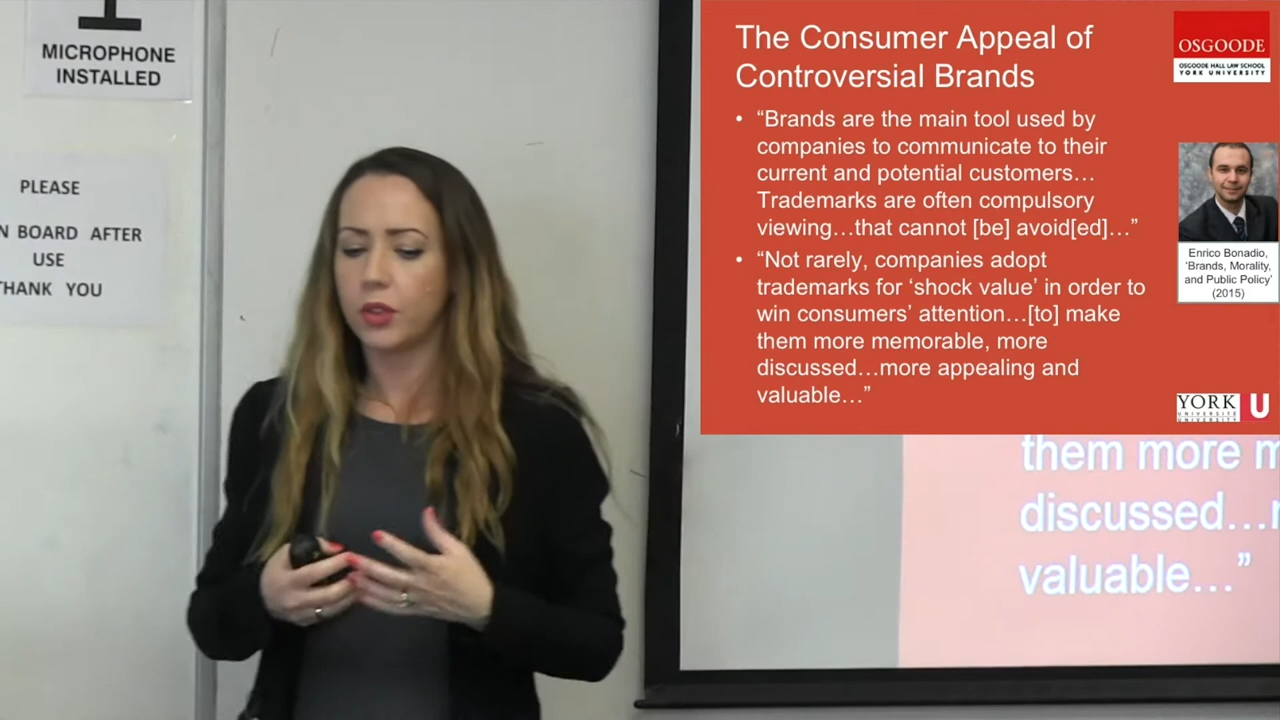 MICROPHONE
INSTALLED
PLEASE
N BOARD AFTER
USE
THANK YOU
The Consumer Appeal of
Controversial Brands
• “Brands are the main tool used by
companies to communicate to their
current and potential customers…
Trademarks are often compulsory
viewing…that cannot [be] avoid[ed]…”
• “Not rarely, companies adopt
trademarks for ‘shock value’ in order to
win consumers’ attention…[to] make
them more memorable, more
discussed…more appealing and
valuable…”
OSGOODE
OSGOODE HALL LAW SCHOOL
YORK UNIVERSITY
Enrico Bonadio,
‘Brands, Morality,
and Public Policy’
(2015)
YORK U
UNIVERSITÉ
UNIVERSITY
them more m
discussed…
valuable…”